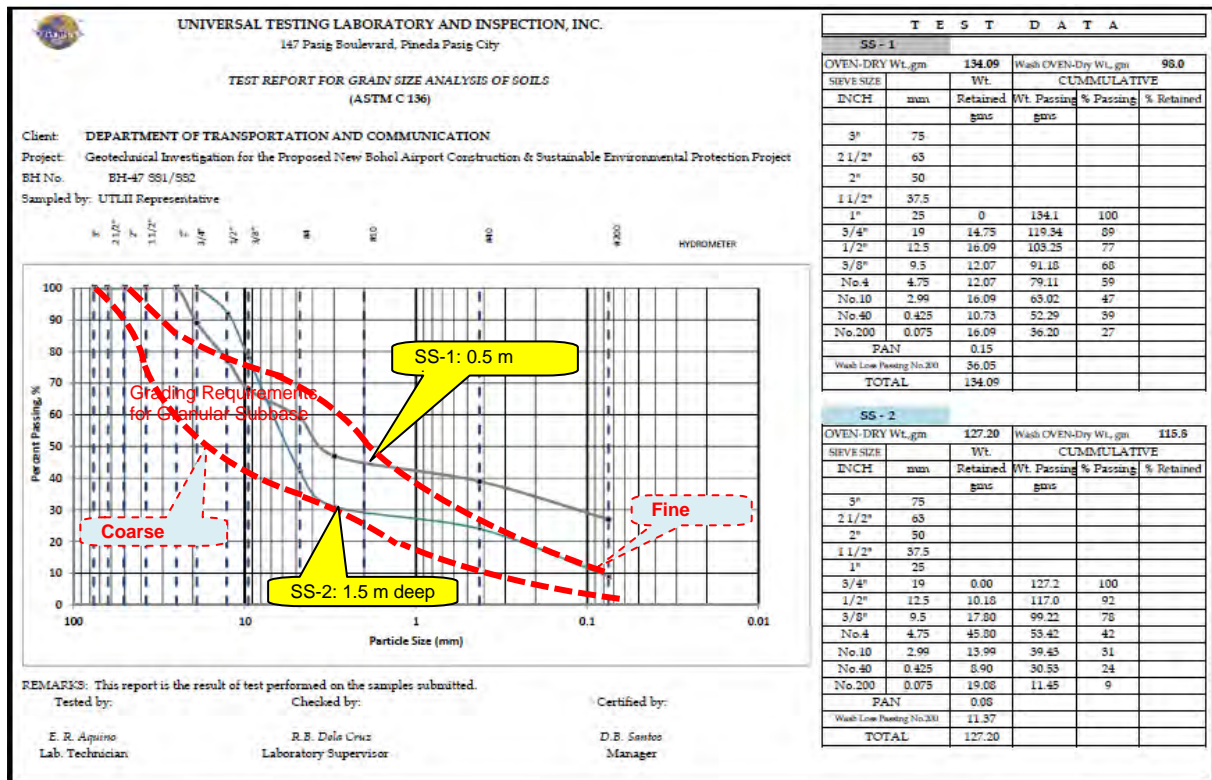 UNIVERSAL TESTING LABORATORY AND INSPECTION, INC.
147 Pasig Boulevard, Pineda Pasig City
TEST REPORT FOR GRAIN SIZE ANALYSIS OF SOILS
(ASTM C 136)
Client: DEPARTMENT OF TRANSPORTATION AND COMMUNICATION
Project: Geotechnical Investigation for the Proposed New Bohol Airport Construction & Sustainable Environmental Protection Project
BH No. BH-47 SS1/SS2
Sampled by: UTLII Representative
3" 2 1/2" 2" 1 1/2" 1" 3/4" 1/2" 3/8" #4 #10 #40 #200 HYDROMETER
100
90
80
70
60
50
40
30
20
10
0
Percent Passing, %
Grading Requirements
for Granular Subbase
SS-1: 0.5 m
Coarse
Fine
SS-2: 1.5 m deep
100 10 1 0.1 0.01
Particle Size (mm)
REMARKS: This report is the result of test performed on the samples submitted.
Tested by: Checked by: Certified by:
E. R. Aquino R.B. Dela Cruz D.B. Santos
Lab. Technician Laboratory Supervisor Manager
T E S T D A T A
SS - 1
OVEN-DRY Wt.,gm 134.09 Wash OVEN-Dry Wt., gm 98.0
SIEVE SIZE Wt. CUMMULATIVE
INCH mm Retained Wt. Passing % Passing % Retained
gms gms
3" 75
2 1/2" 63
2" 50
1 1/2" 37.5
1" 25 0 134.1 100
3/4" 19 14.75 119.34 89
1/2" 12.5 16.09 103.25 77
3/8" 9.5 12.07 91.18 68
No.4 4.75 12.07 79.11 59
No.10 2.99 16.09 63.02 47
No.40 0.425 10.73 52.29 39
No.200 0.075 16.09 36.20 27
PAN 0.15
Wash Loss Passing No.200 36.05
TOTAL 134.09
SS - 2
OVEN-DRY Wt.,gm 127.20 Wash OVEN-Dry Wt., gm 115.8
SIEVE SIZE Wt. CUMMULATIVE
INCH mm Retained Wt. Passing % Passing % Retained
gms gms
3" 75
2 1/2" 63
2" 50
1 1/2" 37.5
1" 25
3/4" 19 0.00 127.2 100
1/2" 12.5 10.18 117.0 92
3/8" 9.5 17.80 99.22 78
No.4 4.75 45.80 53.42 42
No.10 2.99 13.99 39.43 31
No.40 0.425 8.90 30.53 24
No.200 0.075 19.08 11.45 9
PAN 0.08
Wash Loss Passing No.200 11.37
TOTAL 127.20